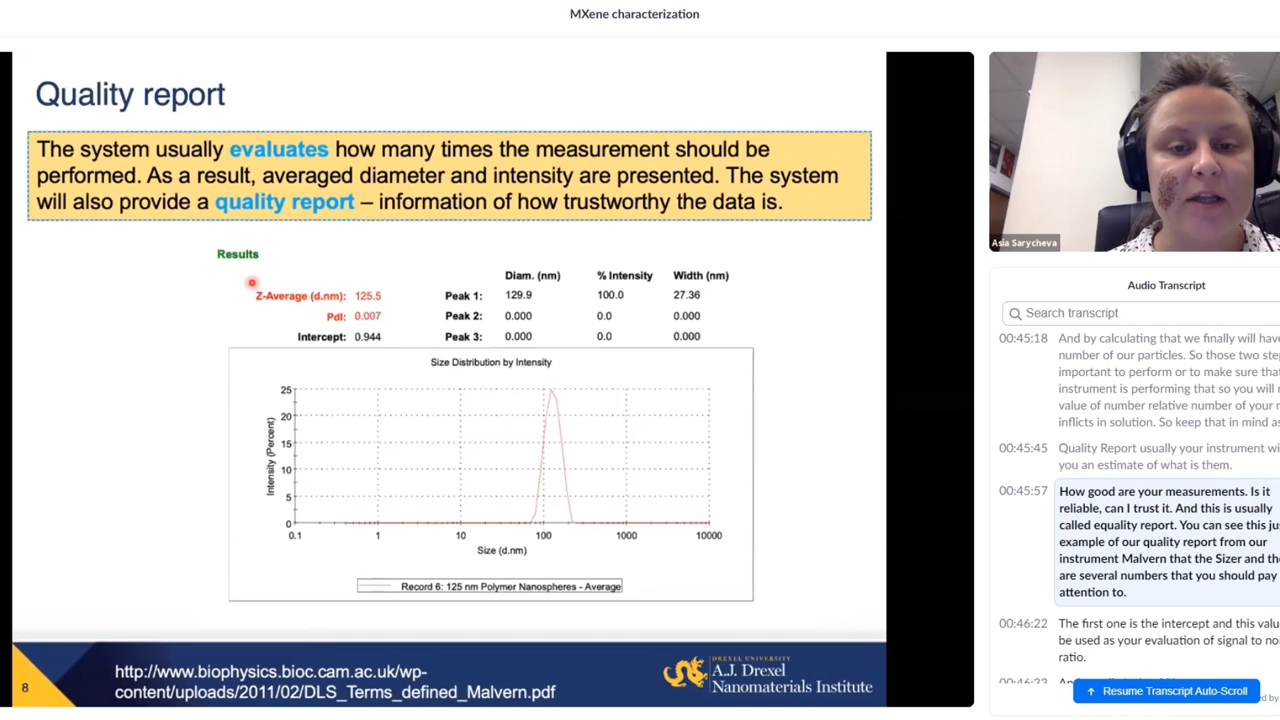 MXene characterization
Quality report
The system usually evaluates how many times the measurement should be
performed. As a result, averaged diameter and intensity are presented. The system
will also provide a quality report – information of how trustworthy the data is.
Results
Diam. (nm) % Intensity Width (nm)
Z-Average (d.nm): 125.5 Peak 1: 129.9 100.0 27.36
PdI: 0.007 Peak 2: 0.000 0.0 0.000
Intercept: 0.944 Peak 3: 0.000 0.0 0.000
Size Distribution by Intensity
Intensity (Percent)
25
20
15
10
5
0
0.1 1 10 100 1000 10000
Size (d.nm)
Record 6: 125 nm Polymer Nanospheres - Average
8
http://www.biophysics.bioc.cam.ac.uk/wp-
content/uploads/2011/02/DLS_Terms_defined_Malvern.pdf
DREXEL UNIVERSITY
A.J. Drexel
Nanomaterials Institute
Asia Sarycheva
Audio Transcript
Search transcript
00:45:18 And by calculating that we finally will have
number of our particles. So those two step
important to perform or to make sure that
instrument is performing that so you will
value of number relative number of your
inflicts in solution. So keep that in mind as
00:45:45 Quality Report usually your instrument wi
you an estimate of what is them.
00:45:57 How good are your measurements. Is it
reliable, can I trust it. And this is usually
called equality report. You can see this ju
example of our quality report from our
instrument Malvern that the Sizer and the
are several numbers that you should pay
attention to.
00:46:22 The first one is the intercept and this valu
be used as your evaluation of signal to no
ratio.
Resume Transcript Auto-Scroll